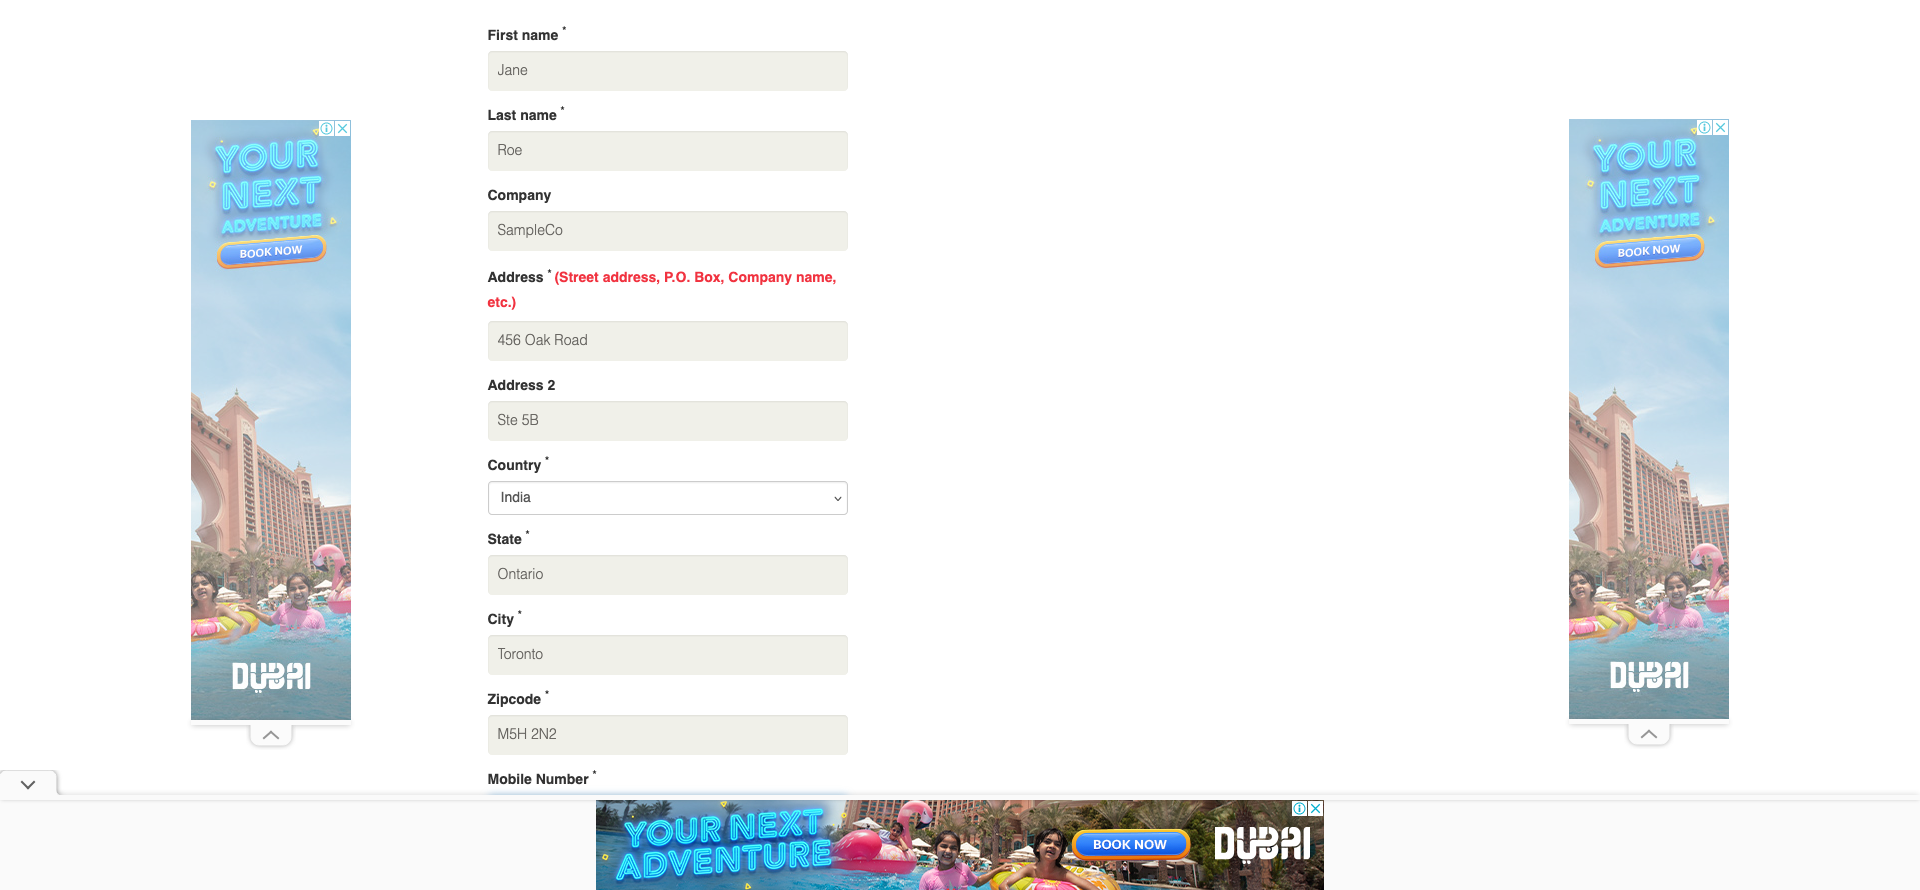 First name *
Jane
Last name *
Roe
Company
SampleCo
Address * (Street address, P.O. Box, Company name,
etc.)
456 Oak Road
Address 2
Ste 5B
Country *
India
State *
Ontario
City *
Toronto
Zipcode *
M5H 2N2
Mobile Number *
YOUR
NEXT
ADVENTURE
BOOK NOW
DUBAI
YOUR
NEXT
ADVENTURE
BOOK NOW
DUBAI
YOUR NEXT
ADVENTURE
BOOK NOW
DUBAI